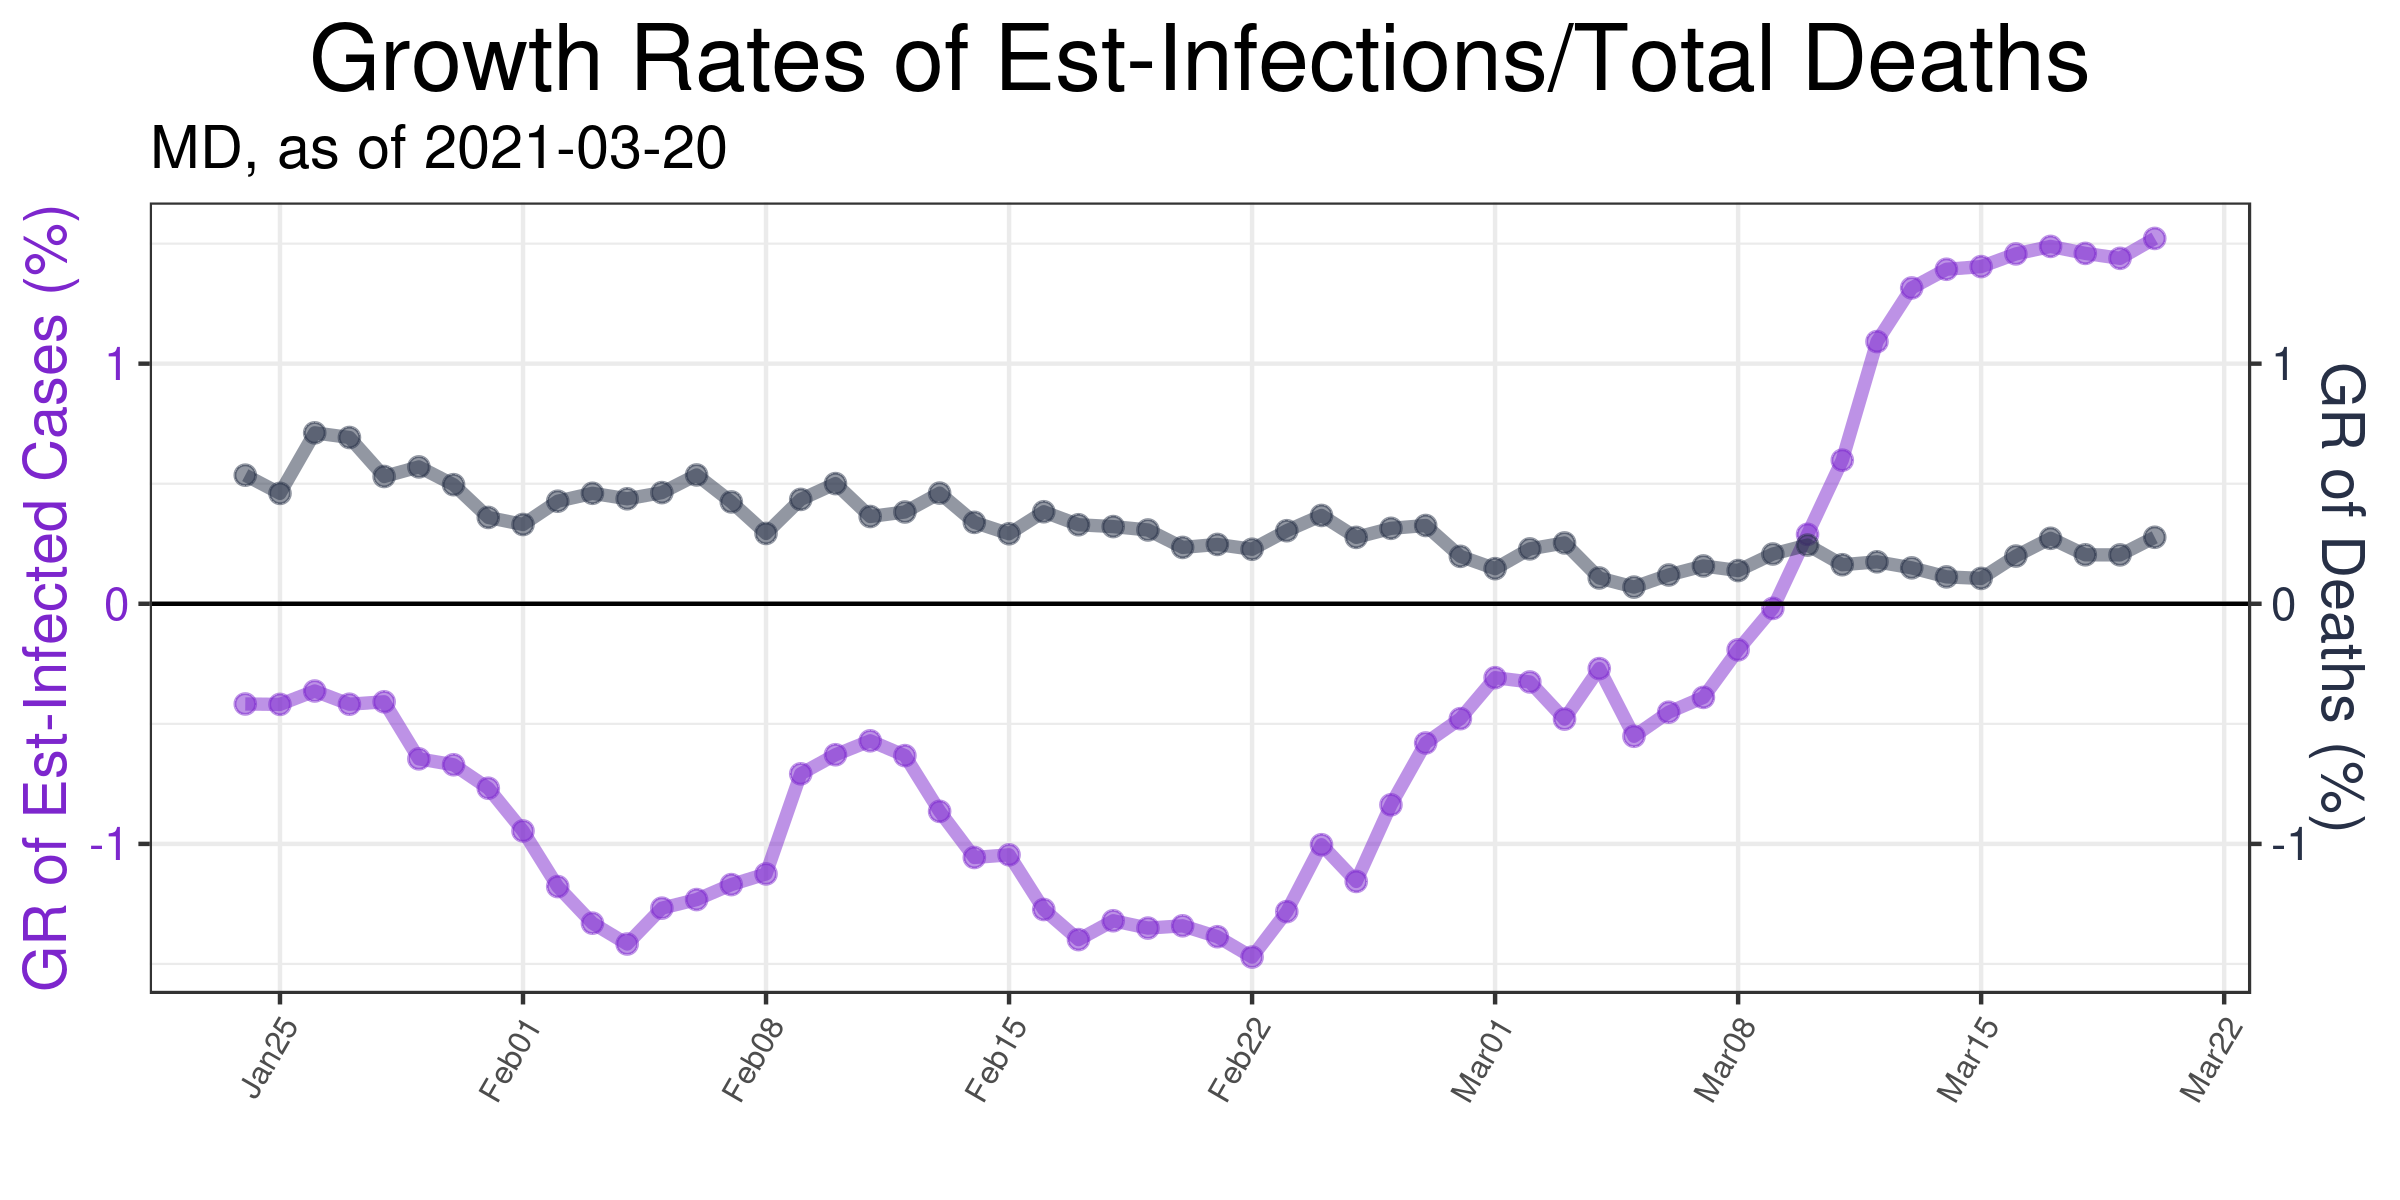 Growth Rates of Est-Infections/Total Deaths
MD, as of 2021-03-20
GR of Est-Infected Cases (%)
1
0
-1
1
0
-1
GR of Deaths (%)
Jan25
Feb01
Feb08
Feb15
Feb22
Mar01
Mar08
Mar15
Mar22